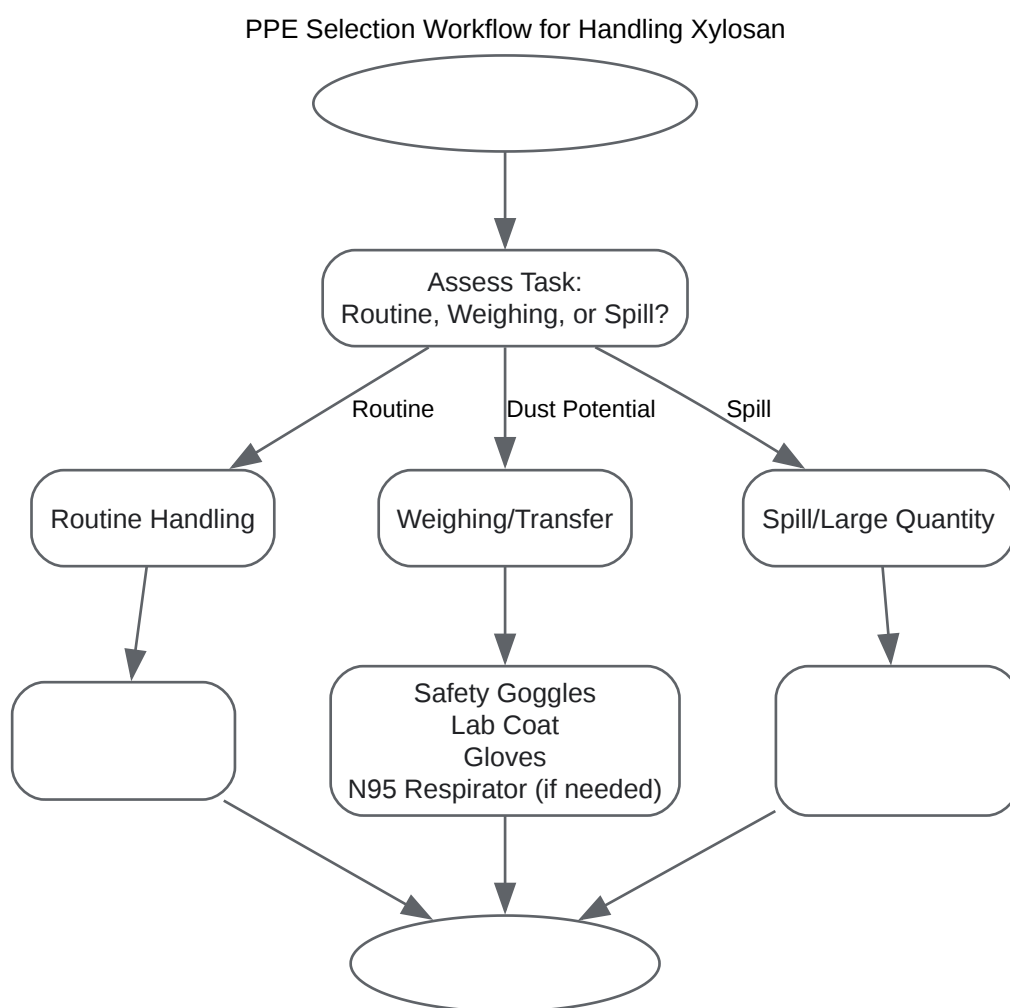 PPE Selection Workflow for Handling Xylosan
Assess Task:
Routine, Weighing, or Spill?
Routine
Dust Potential
Spill
Routine Handling
Weighing/Transfer
Spill/Large Quantity
Safety Goggles
Lab Coat
Gloves
N95 Respirator (if needed)